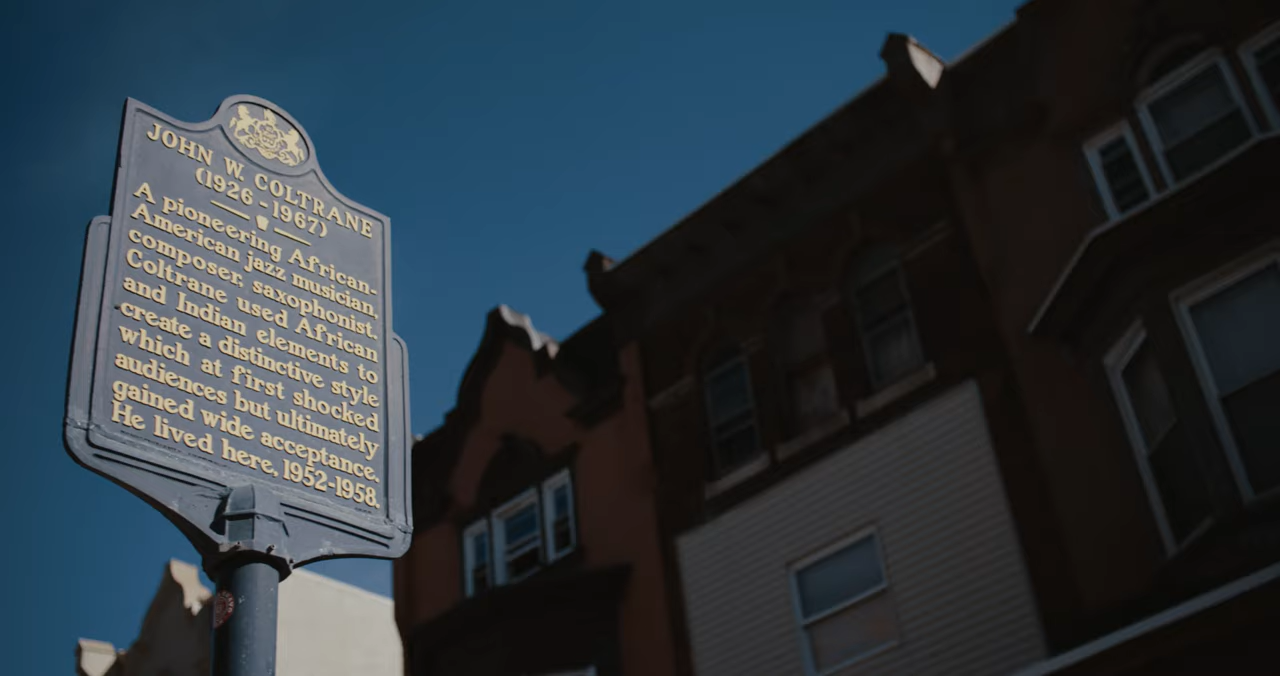 JOHN W. COLTRANE
(1926 - 1967)
A pioneering African-
American jazz musician,
composer, saxophonist.
Coltrane used African
and Indian elements to
create a distinctive style
which at first shocked
audiences but ultimately
gained wide acceptance.
He lived here, 1952-1958.